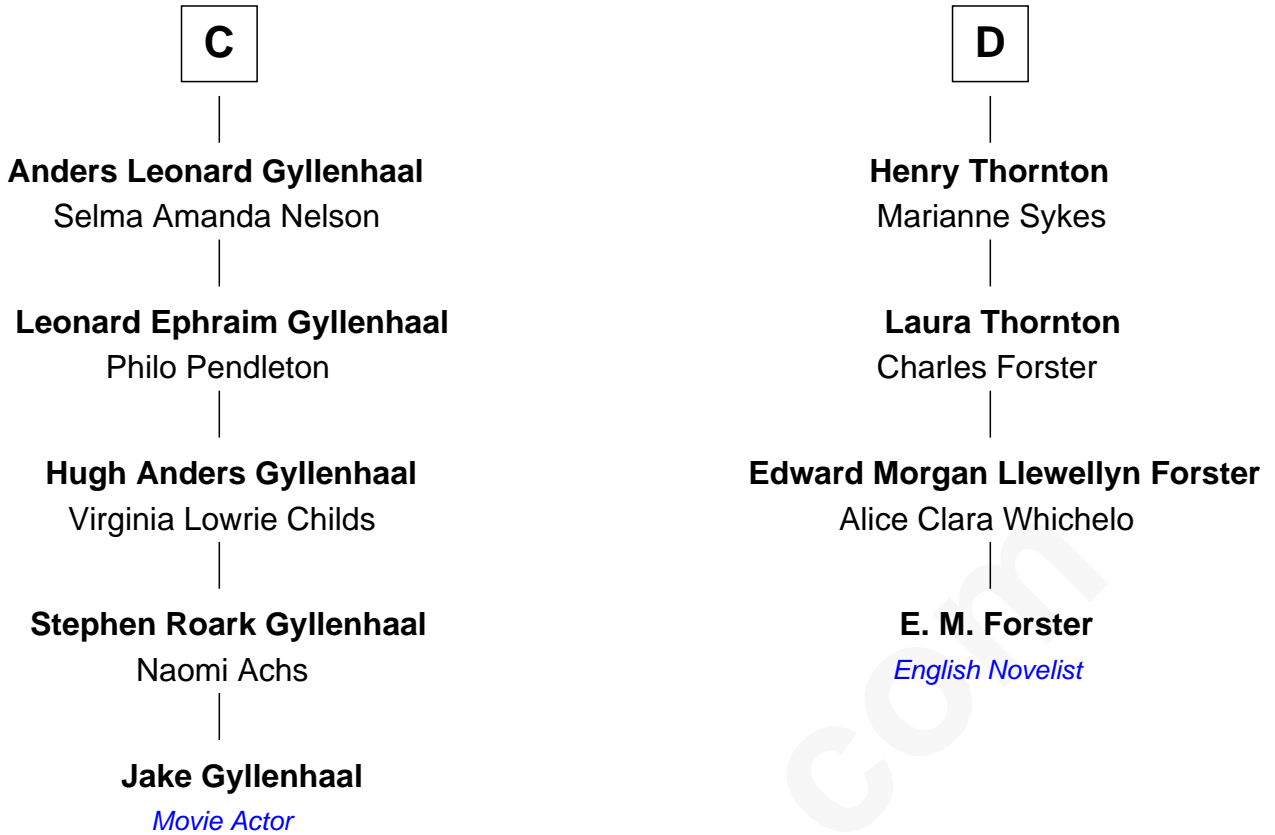 C
Anders Leonard Gyllenhaal
Selma Amanda Nelson
Leonard Ephraim Gyllenhaal
Philo Pendleton
Hugh Anders Gyllenhaal
Virginia Lowrie Childs
Stephen Roark Gyllenhaal
Naomi Achs
Jake Gyllenhaal
Movie Actor
D
Henry Thornton
Marianne Sykes
Laura Thornton
Charles Forster
Edward Morgan Llewellyn Forster
Alice Clara Whichelo
E. M. Forster
English Novelist
com